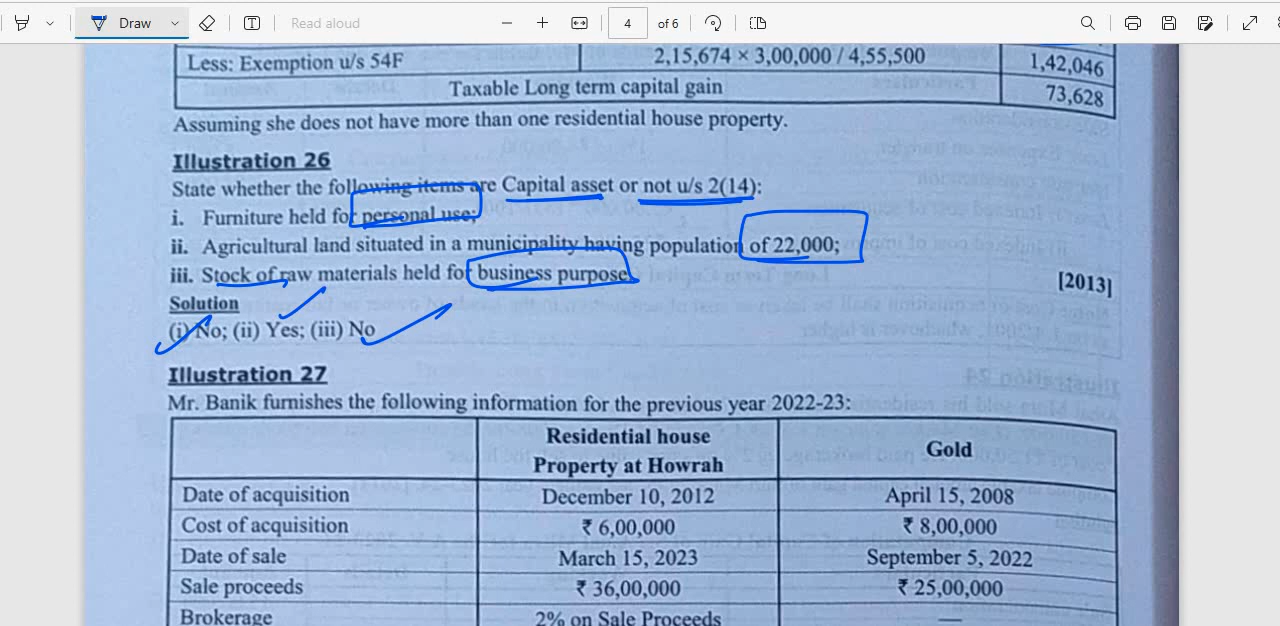 Draw
Read aloud
4 of 6
Less: Exemption u/s 54F 2,15,674 × 3,00,000 / 4,55,500 1,42,046
Taxable Long term capital gain 73,628
Assuming she does not have more than one residential house property.
Illustration 26
State whether the following items are Capital asset or not u/s 2(14):
i. Furniture held for personal use;
ii. Agricultural land situated in a municipality having population of 22,000;
iii. Stock of raw materials held for business purpose.
[2013]
Solution
(i) No; (ii) Yes; (iii) No
Illustration 27
Mr. Banik furnishes the following information for the previous year 2022-23:
Residential house Property at Howrah Gold
Date of acquisition December 10, 2012 April 15, 2008
Cost of acquisition ₹ 6,00,000 ₹ 8,00,000
Date of sale March 15, 2023 September 5, 2022
Sale proceeds ₹ 36,00,000 ₹ 25,00,000
Brokerage 2% on Sale Proceeds —